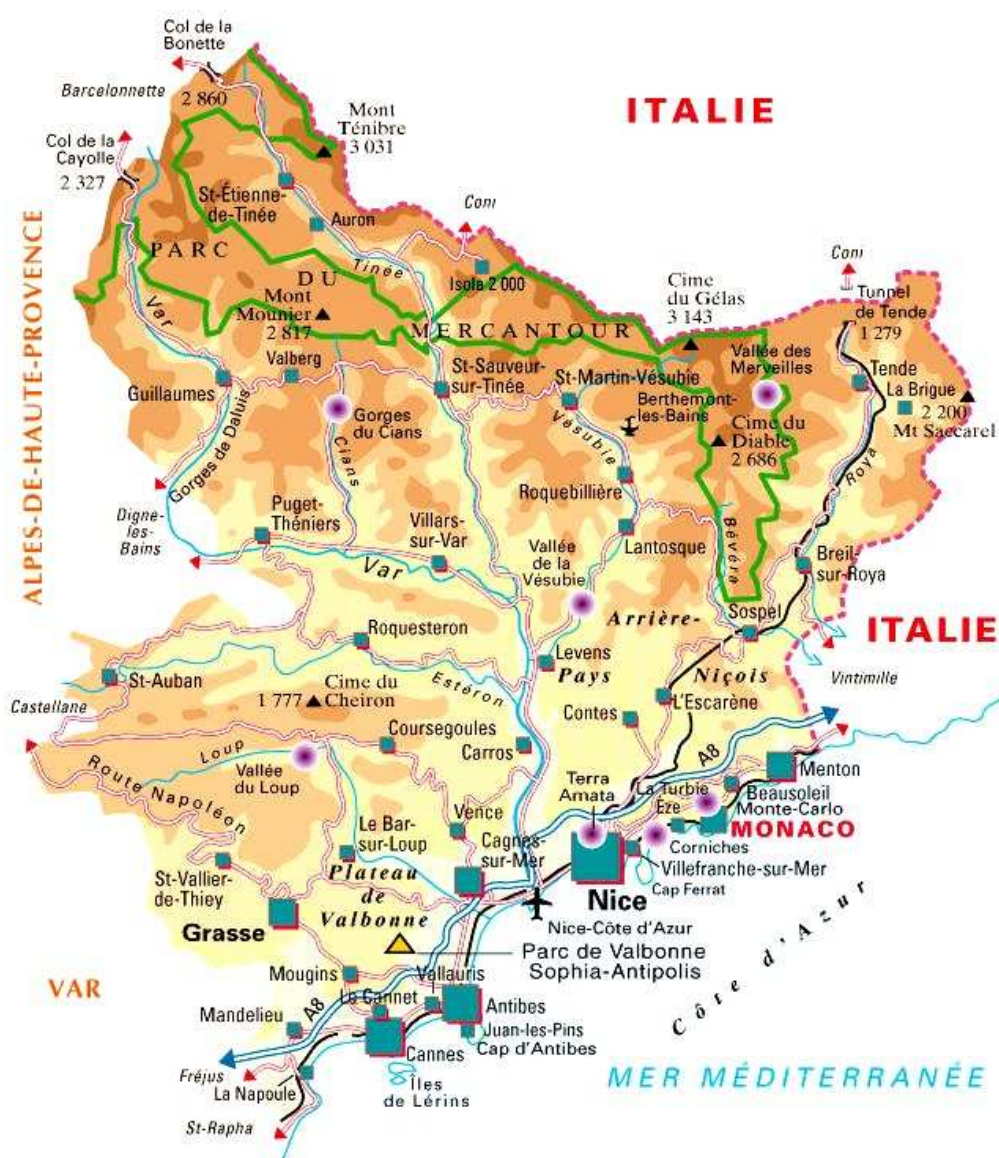 Col de la
Bonette
Barcelonnette
2 860
Mont
Ténibre
3 031
ITALIE
Col de la
Cayolle
2 327
St-Étienne-
de-Tinée
Auron
Coni
ALPES-DE-HAUTE-PROVENCE
PARC
DU
MERCANTOUR
Tinée
Isola 2 000
Cime
du Gélas
3 143
Coni
Tunnel
de Tende
1 279
Var
Mont
Mounier
2 817
Valberg
Guillaumes
St-Sauveur-
sur-Tinée
St-Martin-Vésubie
Berthemont-
les-Bains
Vallée des
Merveilles
Tende
La Brigue
2 200
Mt Saccarel
Gorges de Daluis
Gorges
du Cians
Cians
Vésubie
Cime du
Diable
2 686
Roya
Digne-
les-
Bains
Puget-
Théniers
Villars-
sur-Var
Var
Roquebillière
Lantosque
Bévéra
Vallée
de la
Vésubie
Breil-
sur-Roya
Sospel
ITALIE
Arrière-
Pays
Niçois
Roquesteron
Levens
Vintimille
St-Auban
Castellane
1 777
Cime du
Cheiron
Estéron
Contes
L'Escarène
Coursegoules
Carros
Loup
Vallée
du Loup
Route Napoléon
A8
Menton
Terra
Amata
La Turbie
Èze
Beausoleil
Monte-Carlo
MONACO
Vence
Cagnes-
sur-Mer
Le Bar-
sur-Loup
Corniches
Villefranche-sur-Mer
Cap Ferrat
St-Vallier-
de-Thiey
Plateau
de
Valbonne
Nice
Grasse
Nice-Côte d'Azur
Parc de Valbonne
Sophia-Antipolis
Côte d'Azur
VAR
Mougins
Vallauris
Le Cannet
A8
Mandelieu
Antibes
Juan-les-Pins
Cap d'Antibes
Cannes
Fréjus
La Napoule
Îles
de Lérins
MER MÉDITERRANÉE
St-Rapha